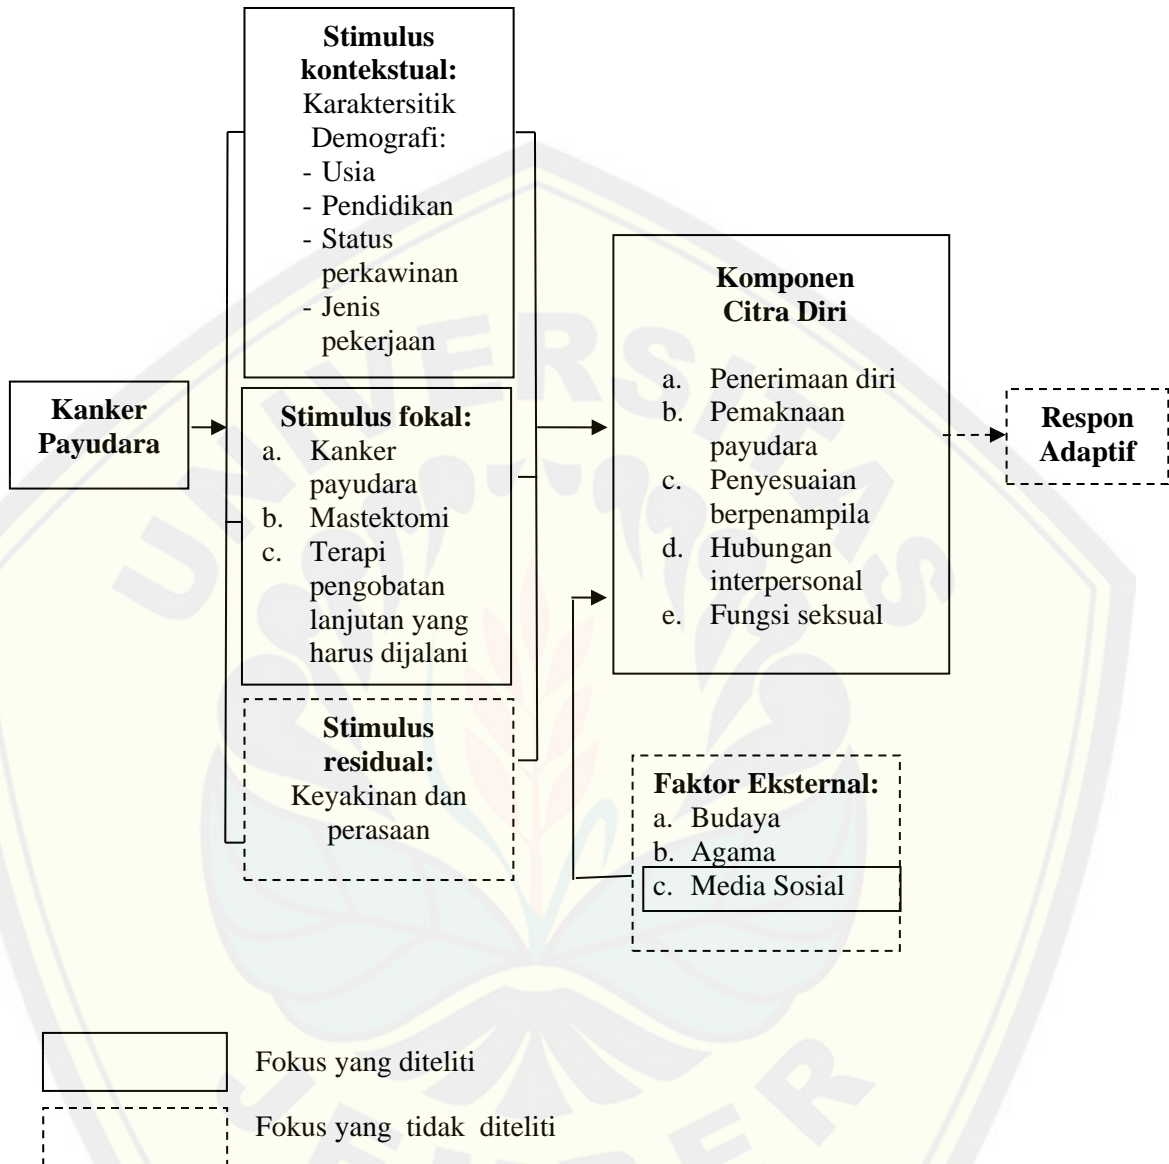 Stimulus
kontekstual:
Karaktersitik
Demografi:
- Usia
- Pendidikan
- Status
perkawinan
- Jenis
pekerjaan
Kanker
Payudara
Stimulus fokal:
a. Kanker
payudara
b. Mastektomi
c. Terapi
pengobatan
lanjutan yang
harus dijalani
Stimulus
residual:
Keyakinan dan
perasaan
Komponen
Citra Diri
a. Penerimaan diri
b. Pemaknaan
payudara
c. Penyesuaian
berpenampila
d. Hubungan
interpersonal
e. Fungsi seksual
Respon
Adaptif
Faktor Eksternal:
a. Budaya
b. Agama
c. Media Sosial
Fokus yang diteliti
Fokus yang tidak diteliti
UNIVERSITAS
JEMBER